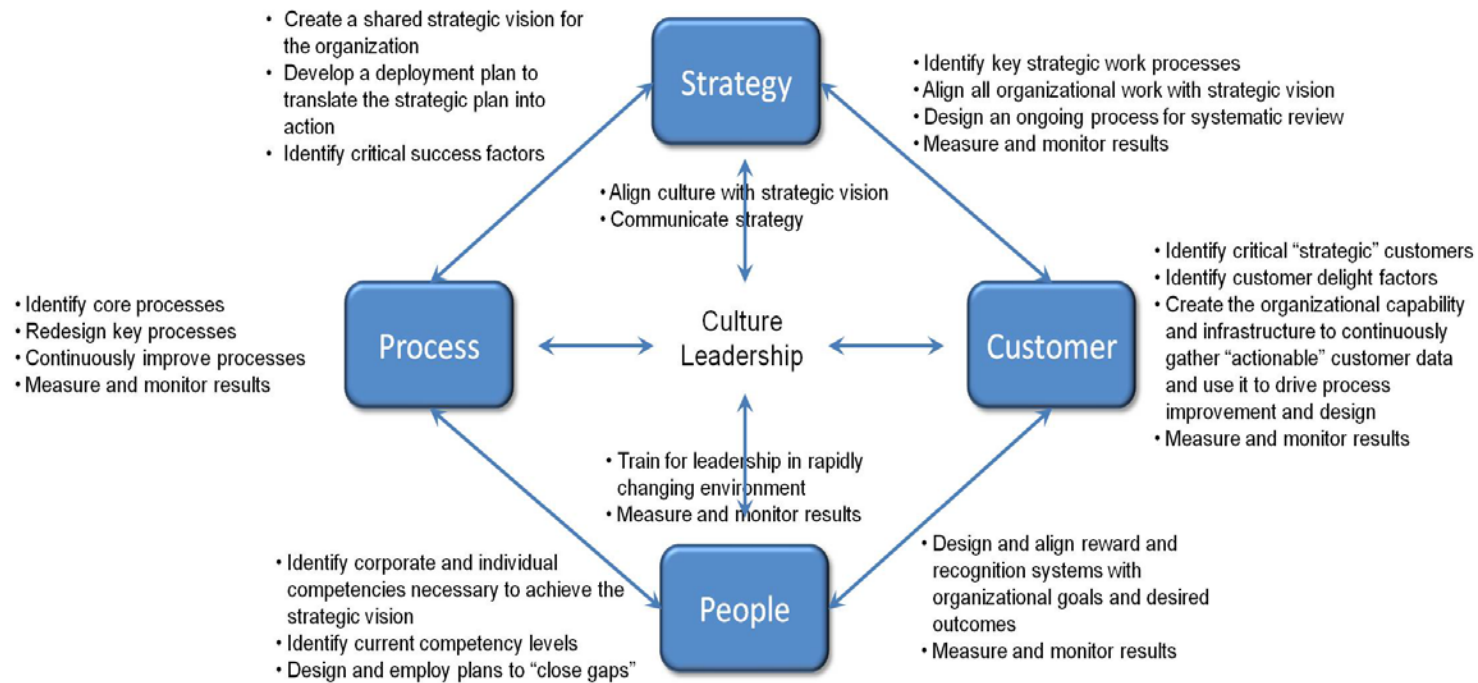 • Create a shared strategic vision for
the organization
• Develop a deployment plan to
translate the strategic plan into
action
• Identify critical success factors
Strategy
• Identify key strategic work processes
• Align all organizational work with strategic vision
• Design an ongoing process for systematic review
• Measure and monitor results
• Align culture with strategic vision
• Communicate strategy
• Identify core processes
• Redesign key processes
• Continuously improve processes
• Measure and monitor results
Process
Culture
Leadership
Customer
• Identify critical “strategic” customers
• Identify customer delight factors
• Create the organizational capability
and infrastructure to continuously
gather “actionable” customer data
and use it to drive process
improvement and design
• Measure and monitor results
• Train for leadership in rapidly
changing environment
• Measure and monitor results
• Identify corporate and individual
competencies necessary to achieve the
strategic vision
• Identify current competency levels
• Design and employ plans to “close gaps”
People
• Design and align reward and
recognition systems with
organizational goals and desired
outcomes
• Measure and monitor results